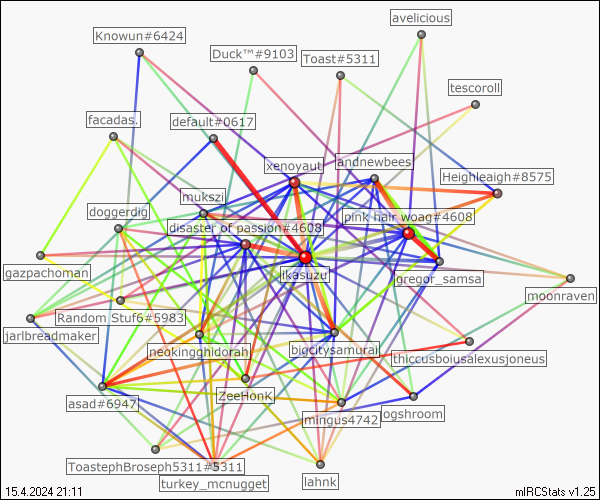 avelicious
Knowun#6424
Duck™#9103
Toast#5311
tescoroll
facadas.
default#0617
xenoyaut
andnewbees
Heighleaigh#8575
mukszi
doggerdig
pink hair woag#4608
disaster of passion#4608
gazpachoman
ikasuzu
gregor_samsa
moonraven
Random Stuf6#5983
jarlbreadmaker
neokingghidorah
bigcitysamurai
thiccusboiusalexusjoneus
asad#6947
ZeeHonK
mingus4742
ogshroom
ToastephBroseph5311#5311
turkey_mcnugget
lahnk
15.4.2024 21:11
mIRCStats v1.25